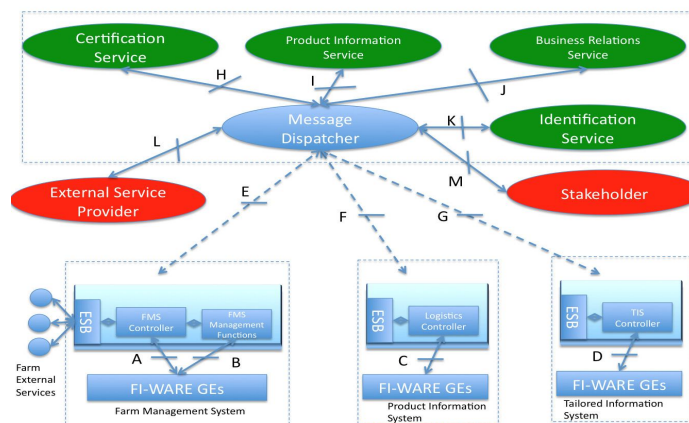 Certification
Service
Product Information
Service
Business Relations
Service
H
I
J
Message
Dispatcher
K
Identification
Service
L
M
External Service
Provider
Stakeholder
E
F
G
ESB
FMS
Controller
FMS
Management
Functions
ESB
Logistics
Controller
ESB
TIS
Controller
A
B
C
D
Farm
External
Services
FI-WARE GEs
Farm Management System
FI-WARE GEs
Product Information
System
FI-WARE GEs
Tailored Information
System